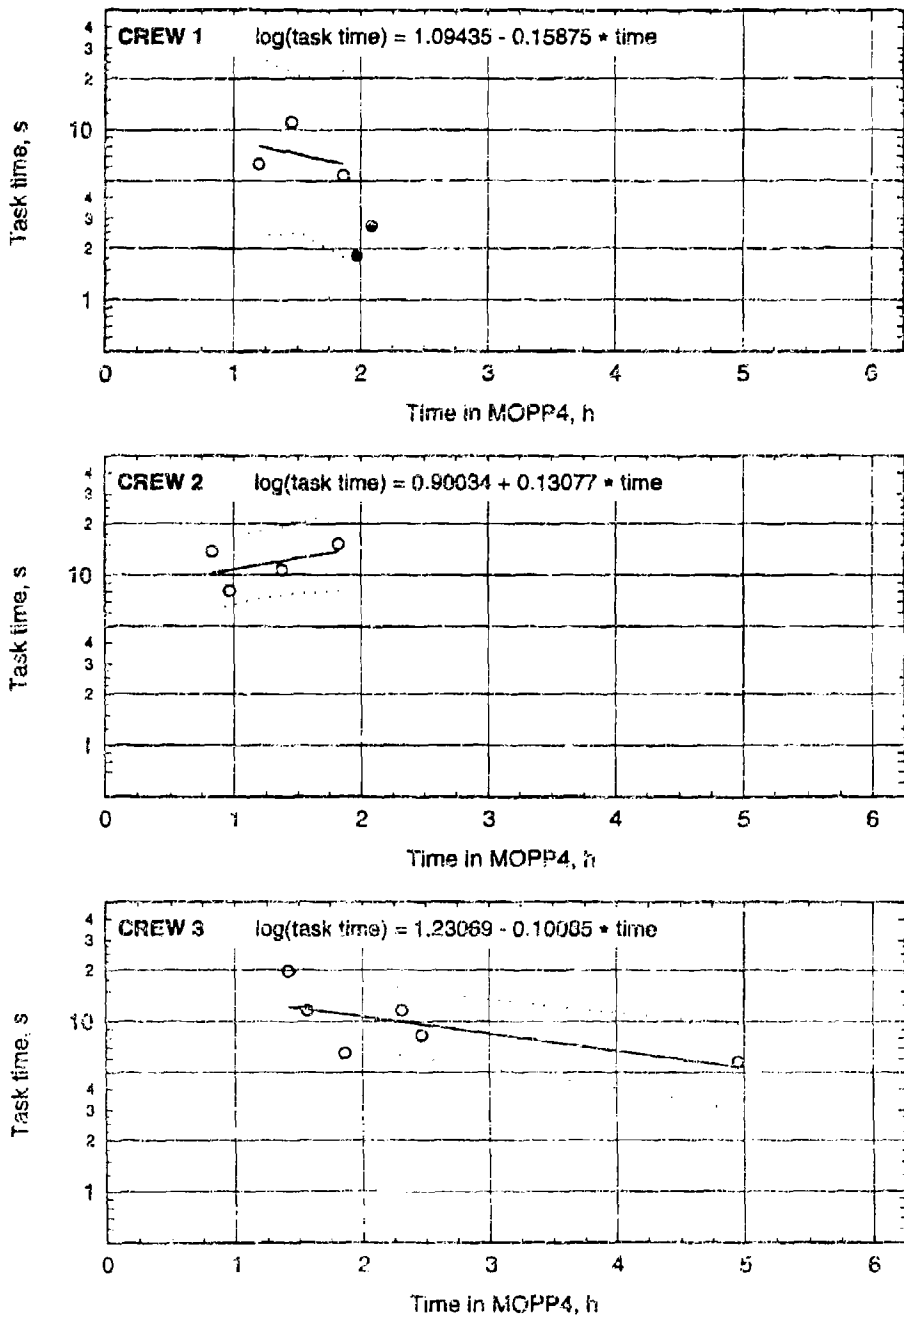 CREW 1 log(task time) = 1.09435 - 0.15875 * time
4
3
2
10
4
3
2
1
Task time, s
0 1 2 3 4 5 6
Time in MOPP4, h
CREW 2 log(task time) = 0.90034 + 0.13077 * time
4
3
2
10
4
3
2
1
Task time, s
0 1 2 3 4 5 6
Time in MOPP4, h
CREW 3 log(task time) = 1.23069 - 0.10085 * time
4
3
2
10
4
3
2
1
Task time, s
0 1 2 3 4 5 6
Time in MOPP4, h